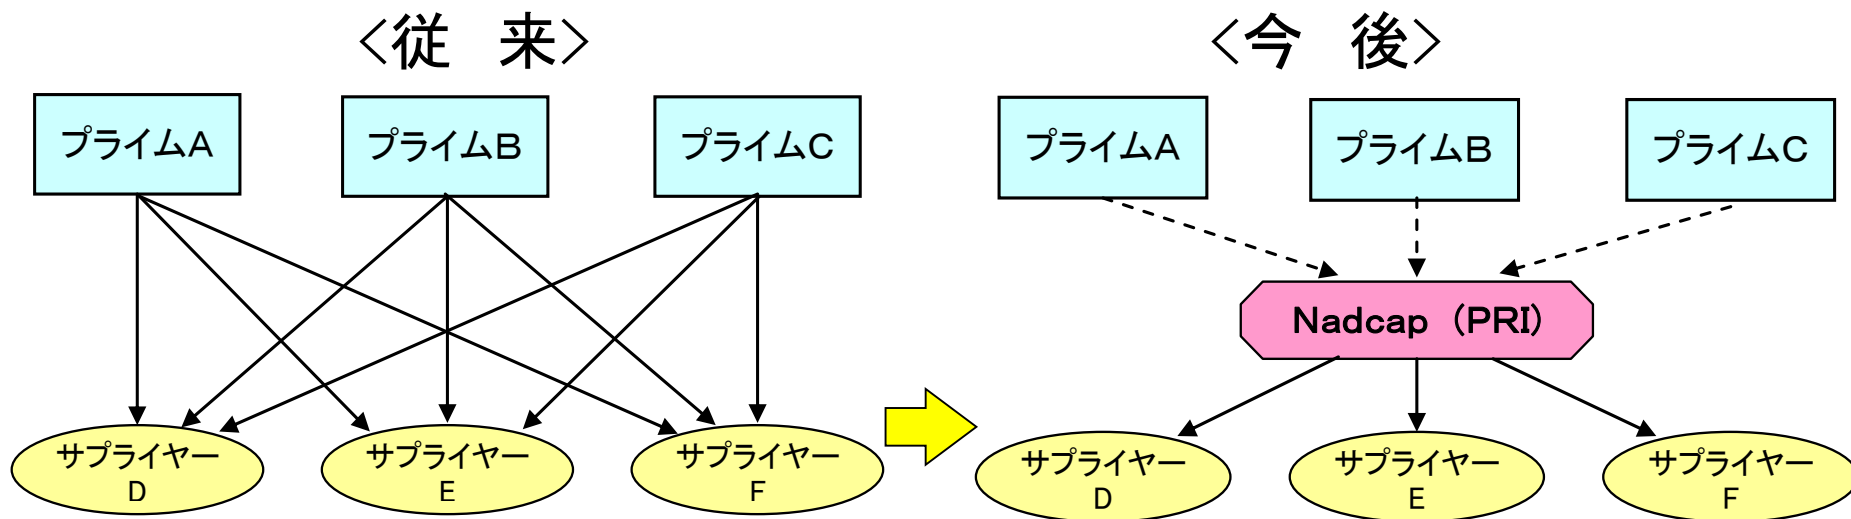 <従　来>
プライムA
プライムB
プライムC
サプライヤー
D
サプライヤー
E
サプライヤー
F
<今　後>
プライムA
プライムB
プライムC
Nadcap (PRI)
サプライヤー
D
サプライヤー
E
サプライヤー
F